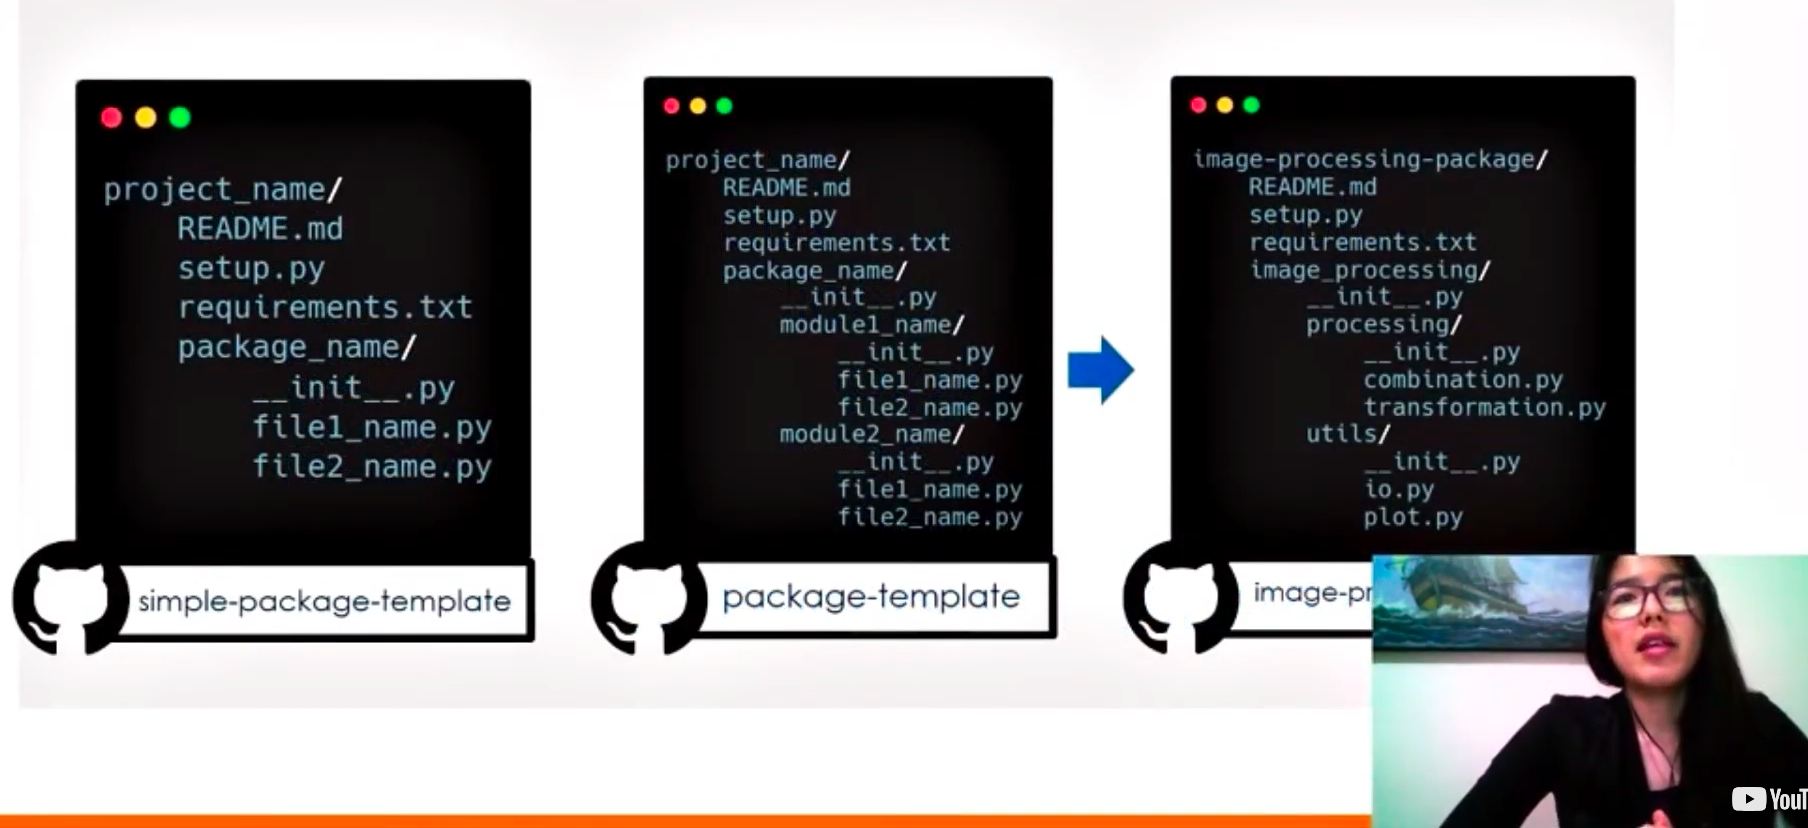 project_name/
README.md
setup.py
requirements.txt
package_name/
__init__.py
file1_name.py
file2_name.py
simple-package-template
project_name/
README.md
setup.py
requirements.txt
package_name/
__init__.py
module1_name/
__init__.py
file1_name.py
file2_name.py
module2_name/
__init__.py
file1_name.py
file2_name.py
package-template
image-processing-package/
README.md
setup.py
requirements.txt
image_processing/
__init__.py
processing/
__init__.py
combination.py
transformation.py
utils/
__init__.py
io.py
plot.py
image-pr
YouT